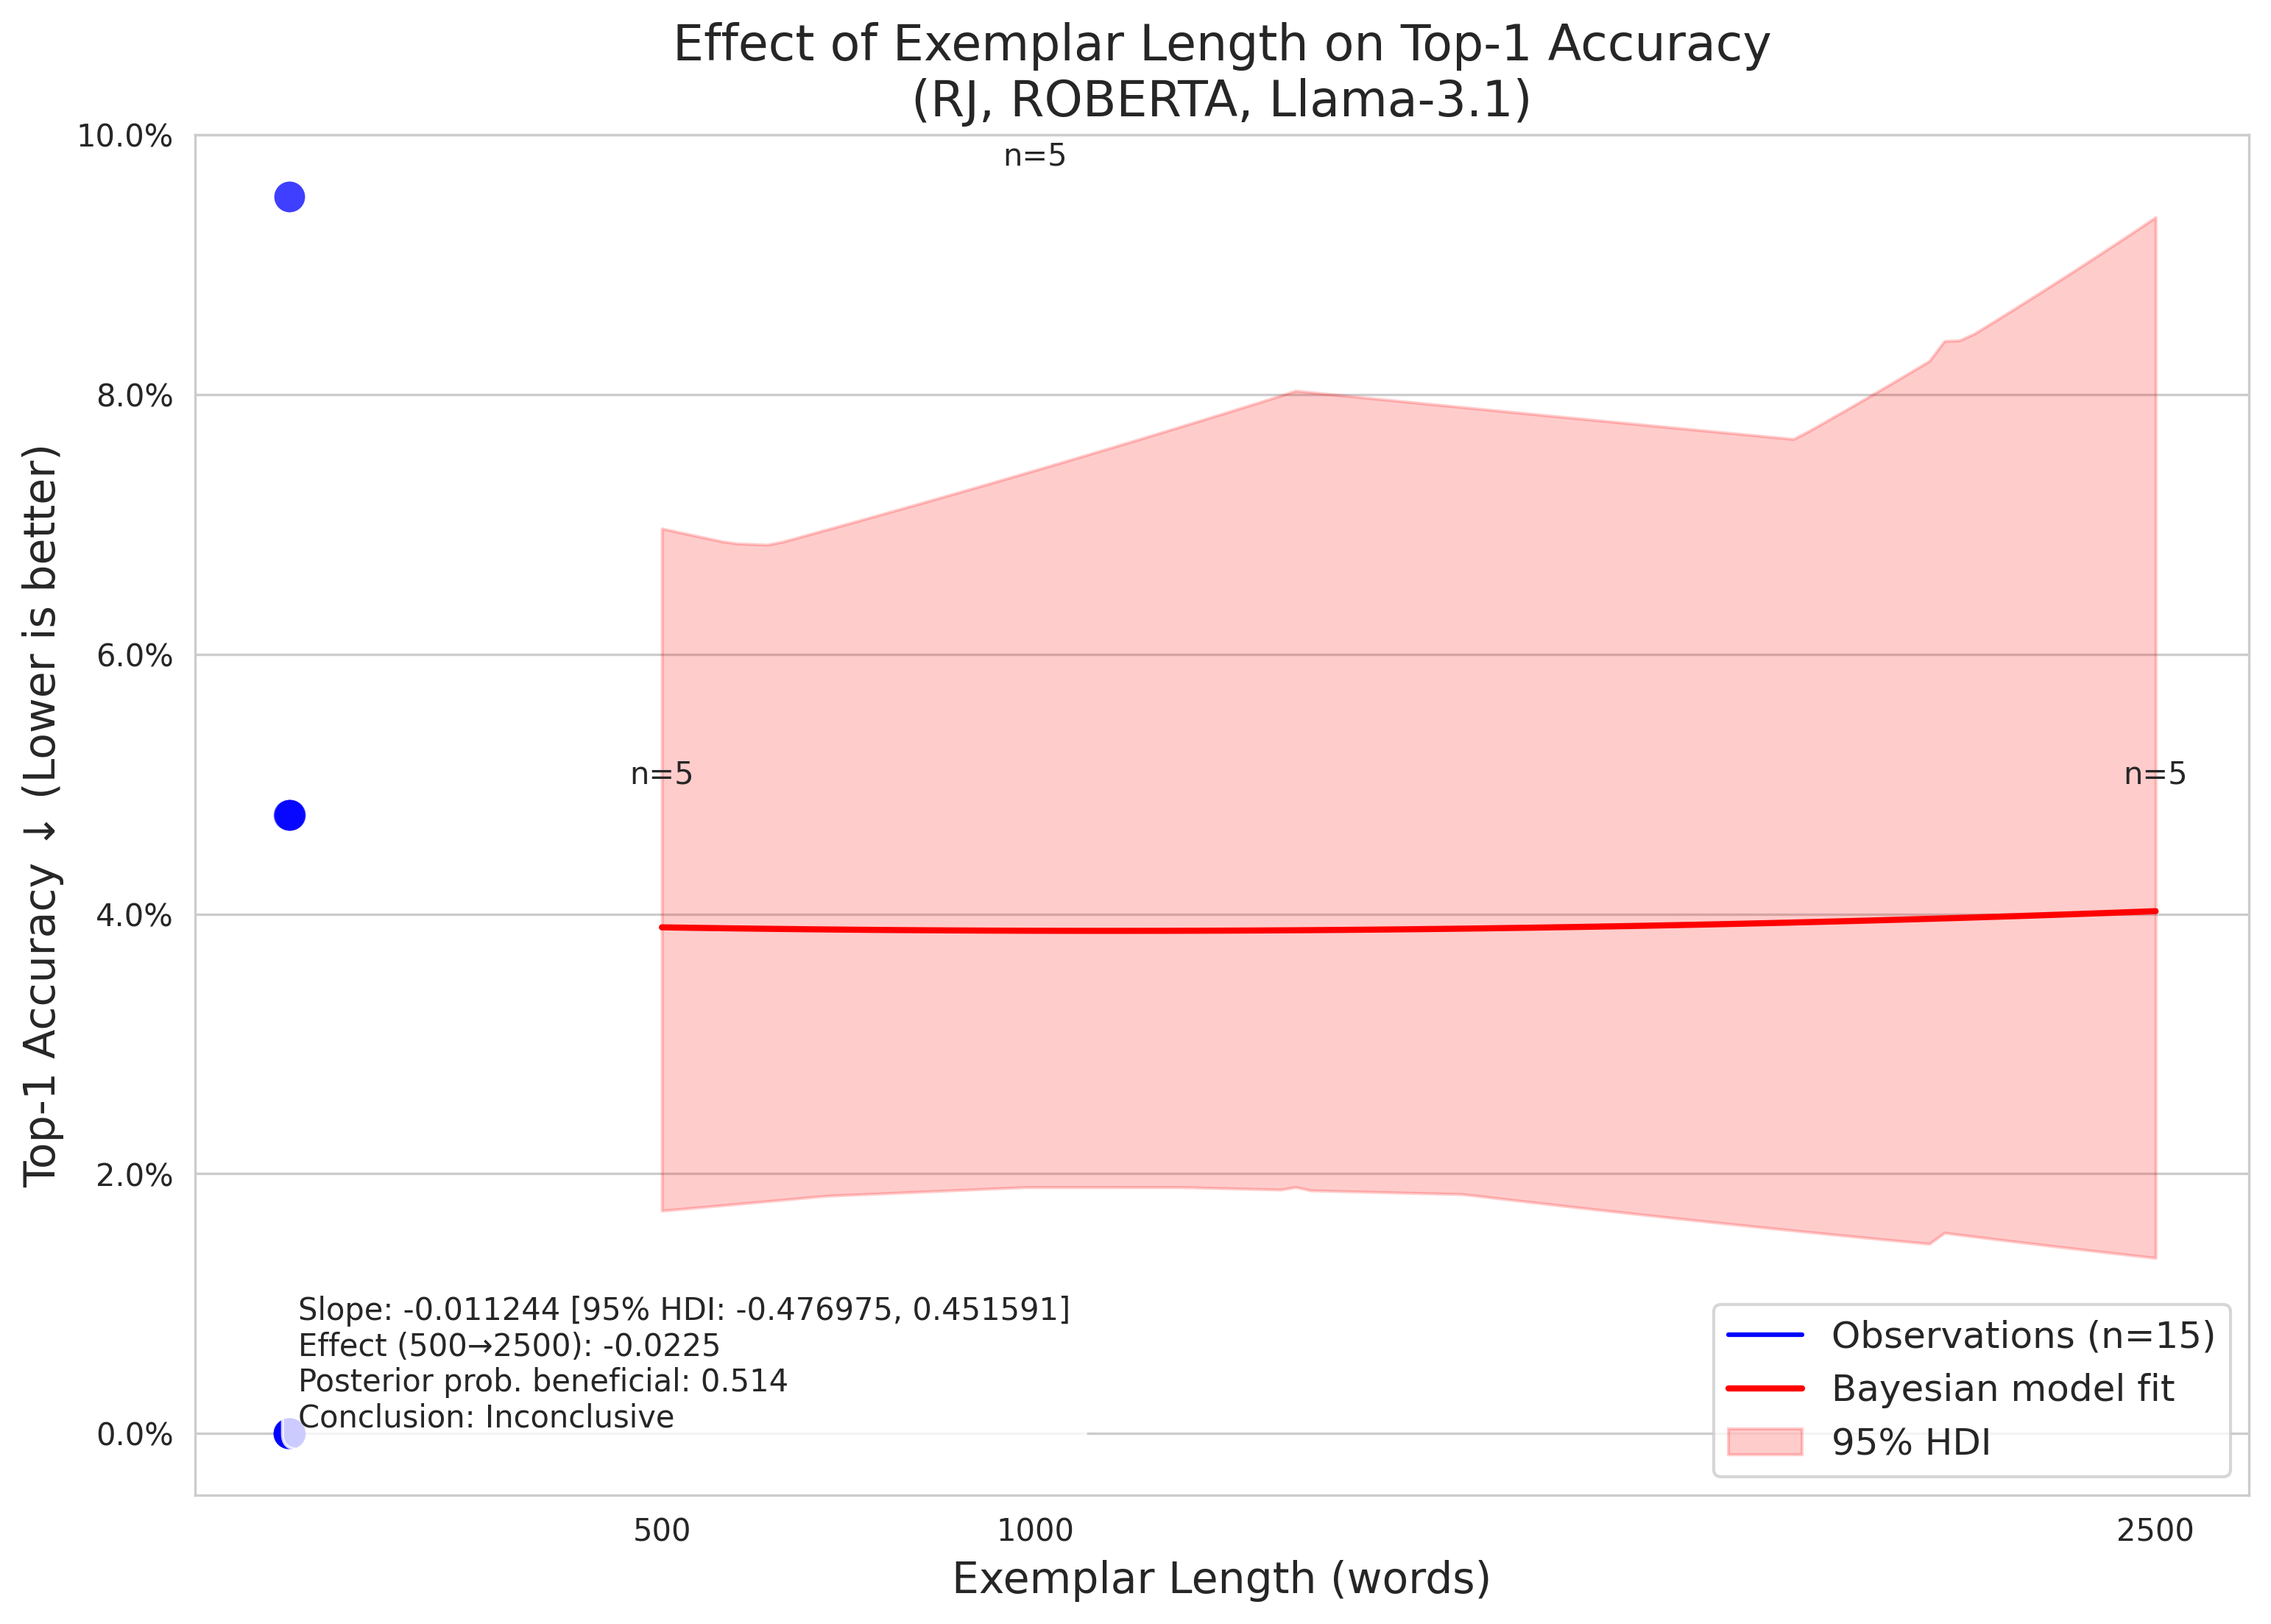 Effect of Exemplar Length on Top-1 Accuracy
(RJ, ROBERTA, Llama-3.1)
10.0%
n=5
8.0%
6.0%
n=5
n=5
4.0%
2.0%
0.0%
Top-1 Accuracy ↓ (Lower is better)
Slope: -0.011244 [95% HDI: -0.476975, 0.451591]
Effect (500→2500): -0.0225
Posterior prob. beneficial: 0.514
Conclusion: Inconclusive
Observations (n=15)
Bayesian model fit
95% HDI
500
1000
2500
Exemplar Length (words)